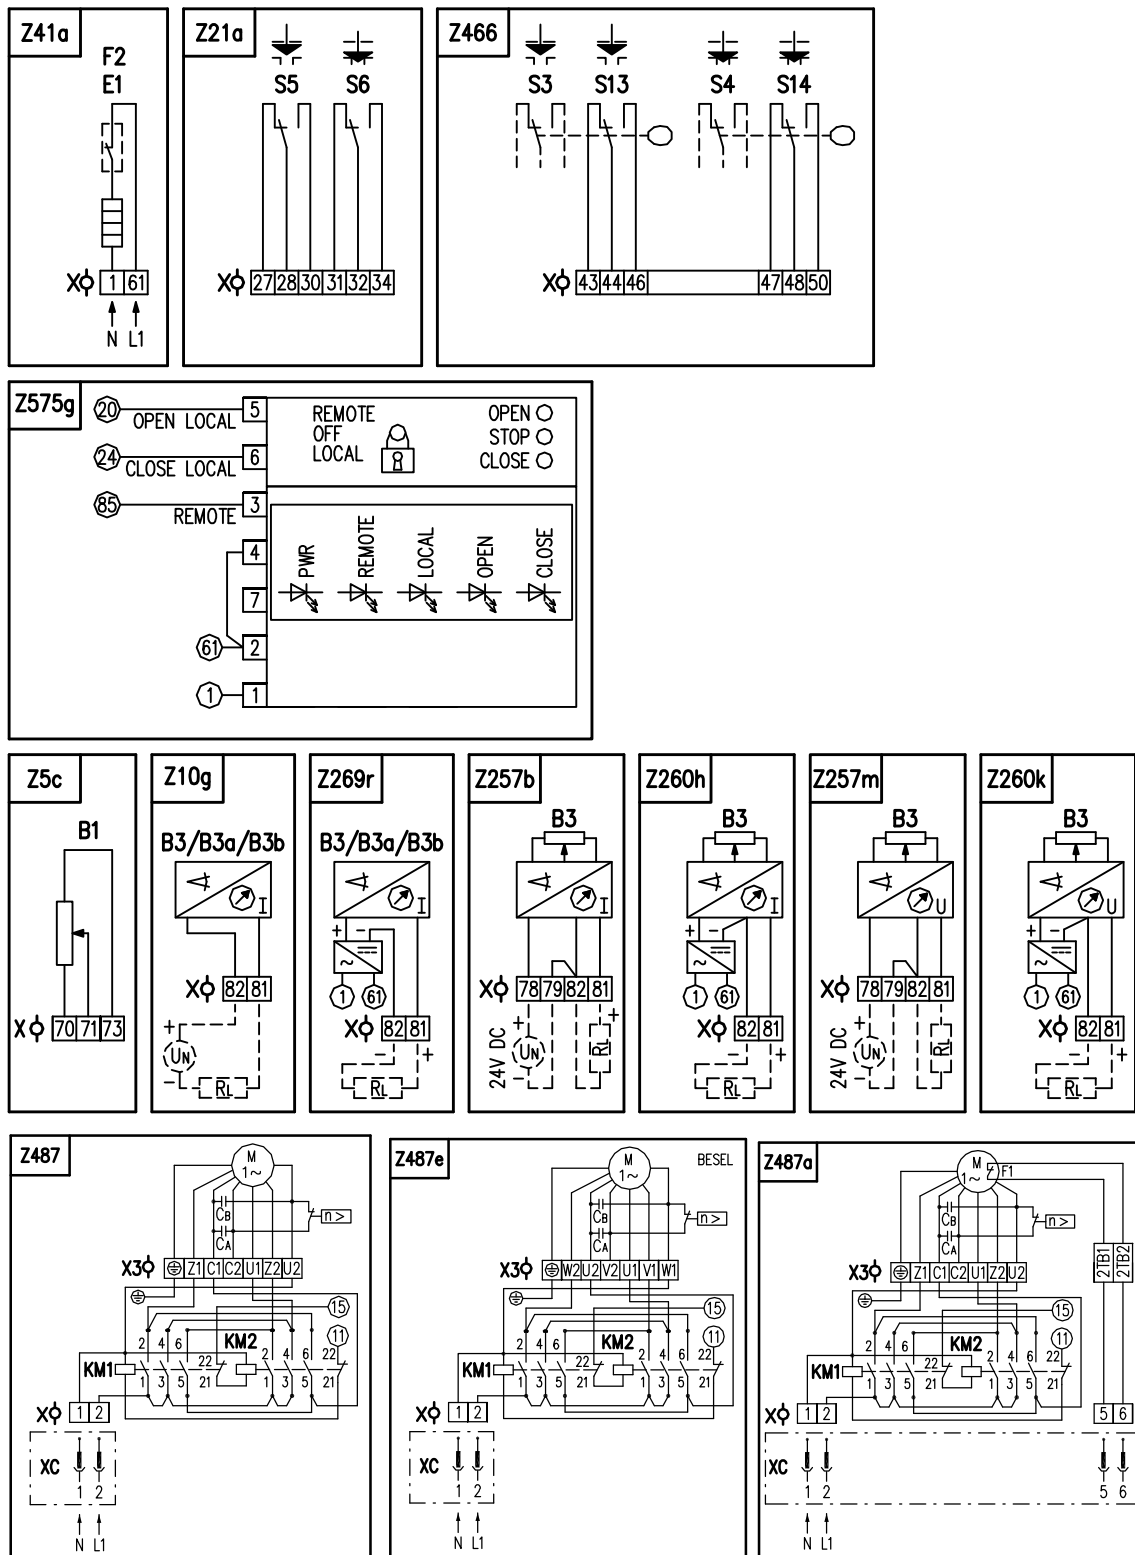 Z41a
F2
E1
X 1 61
N L1
Z21a
S5 S6
X 27 28 30 31 32 34
Z466
S3 S13 S4 S14
X 43 44 46 47 48 50
Z575g
20 OPEN LOCAL 5
24 CLOSE LOCAL 6
85 REMOTE 3
4
7
61 2
1 1
REMOTE
OFF
LOCAL
OPEN
STOP
CLOSE
PWR
REMOTE
LOCAL
OPEN
CLOSE
Z5c
B1
X 70 71 73
Z10g
B3/B3a/B3b
I
X 82 81
+
UN
-
RL
Z269r
B3/B3a/B3b
I
+ -
~
1 61
X 82 81
- +
RL
Z257b
B3
I
X 78 79 82 81
+ +
24V DC
UN
-
RL
Z260h
B3
I
+ -
~
1 61
X 82 81
- +
RL
Z257m
B3
U
X 78 79 82 81
+
24V DC
UN
-
RL
Z260k
B3
U
+ -
~
1 61
X 82 81
- +
RL
Z487
M
1~
CB
CA
n>
X3 Z1 C1 C2 U1 Z2 U2
15
11
2 4 6 KM2 2 4 6 22
22
KM1
1 3 5 21 1 3 5 21
X 1 2
XC
1 2
N L1
Z487e
BESEL
M
1~
CB
CA
n>
X3 W2 U2 V2 U1 V1 W1
15
11
2 4 6 KM2 2 4 6 22
22
KM1
1 3 5 21 1 3 5 21
X 1 2
XC
1 2
N L1
Z487a
M
1~
F1
CB
CA
n>
2TB1
2TB2
X3 Z1 C1 C2 U1 Z2 U2
15
11
2 4 6 KM2 2 4 6 22
22
KM1
1 3 5 21 1 3 5 21
X 1 2 5 6
XC
1 2 5 6
N L1